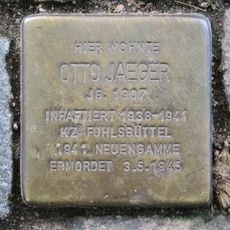 HIER WOHNTE
OTTO JAEGER
JG. 1907
INHAFTIERT 1938-1941
KZ FUHLSBÜTTEL
1941 NEUENGAMME
ERMORDET 3.5.1945